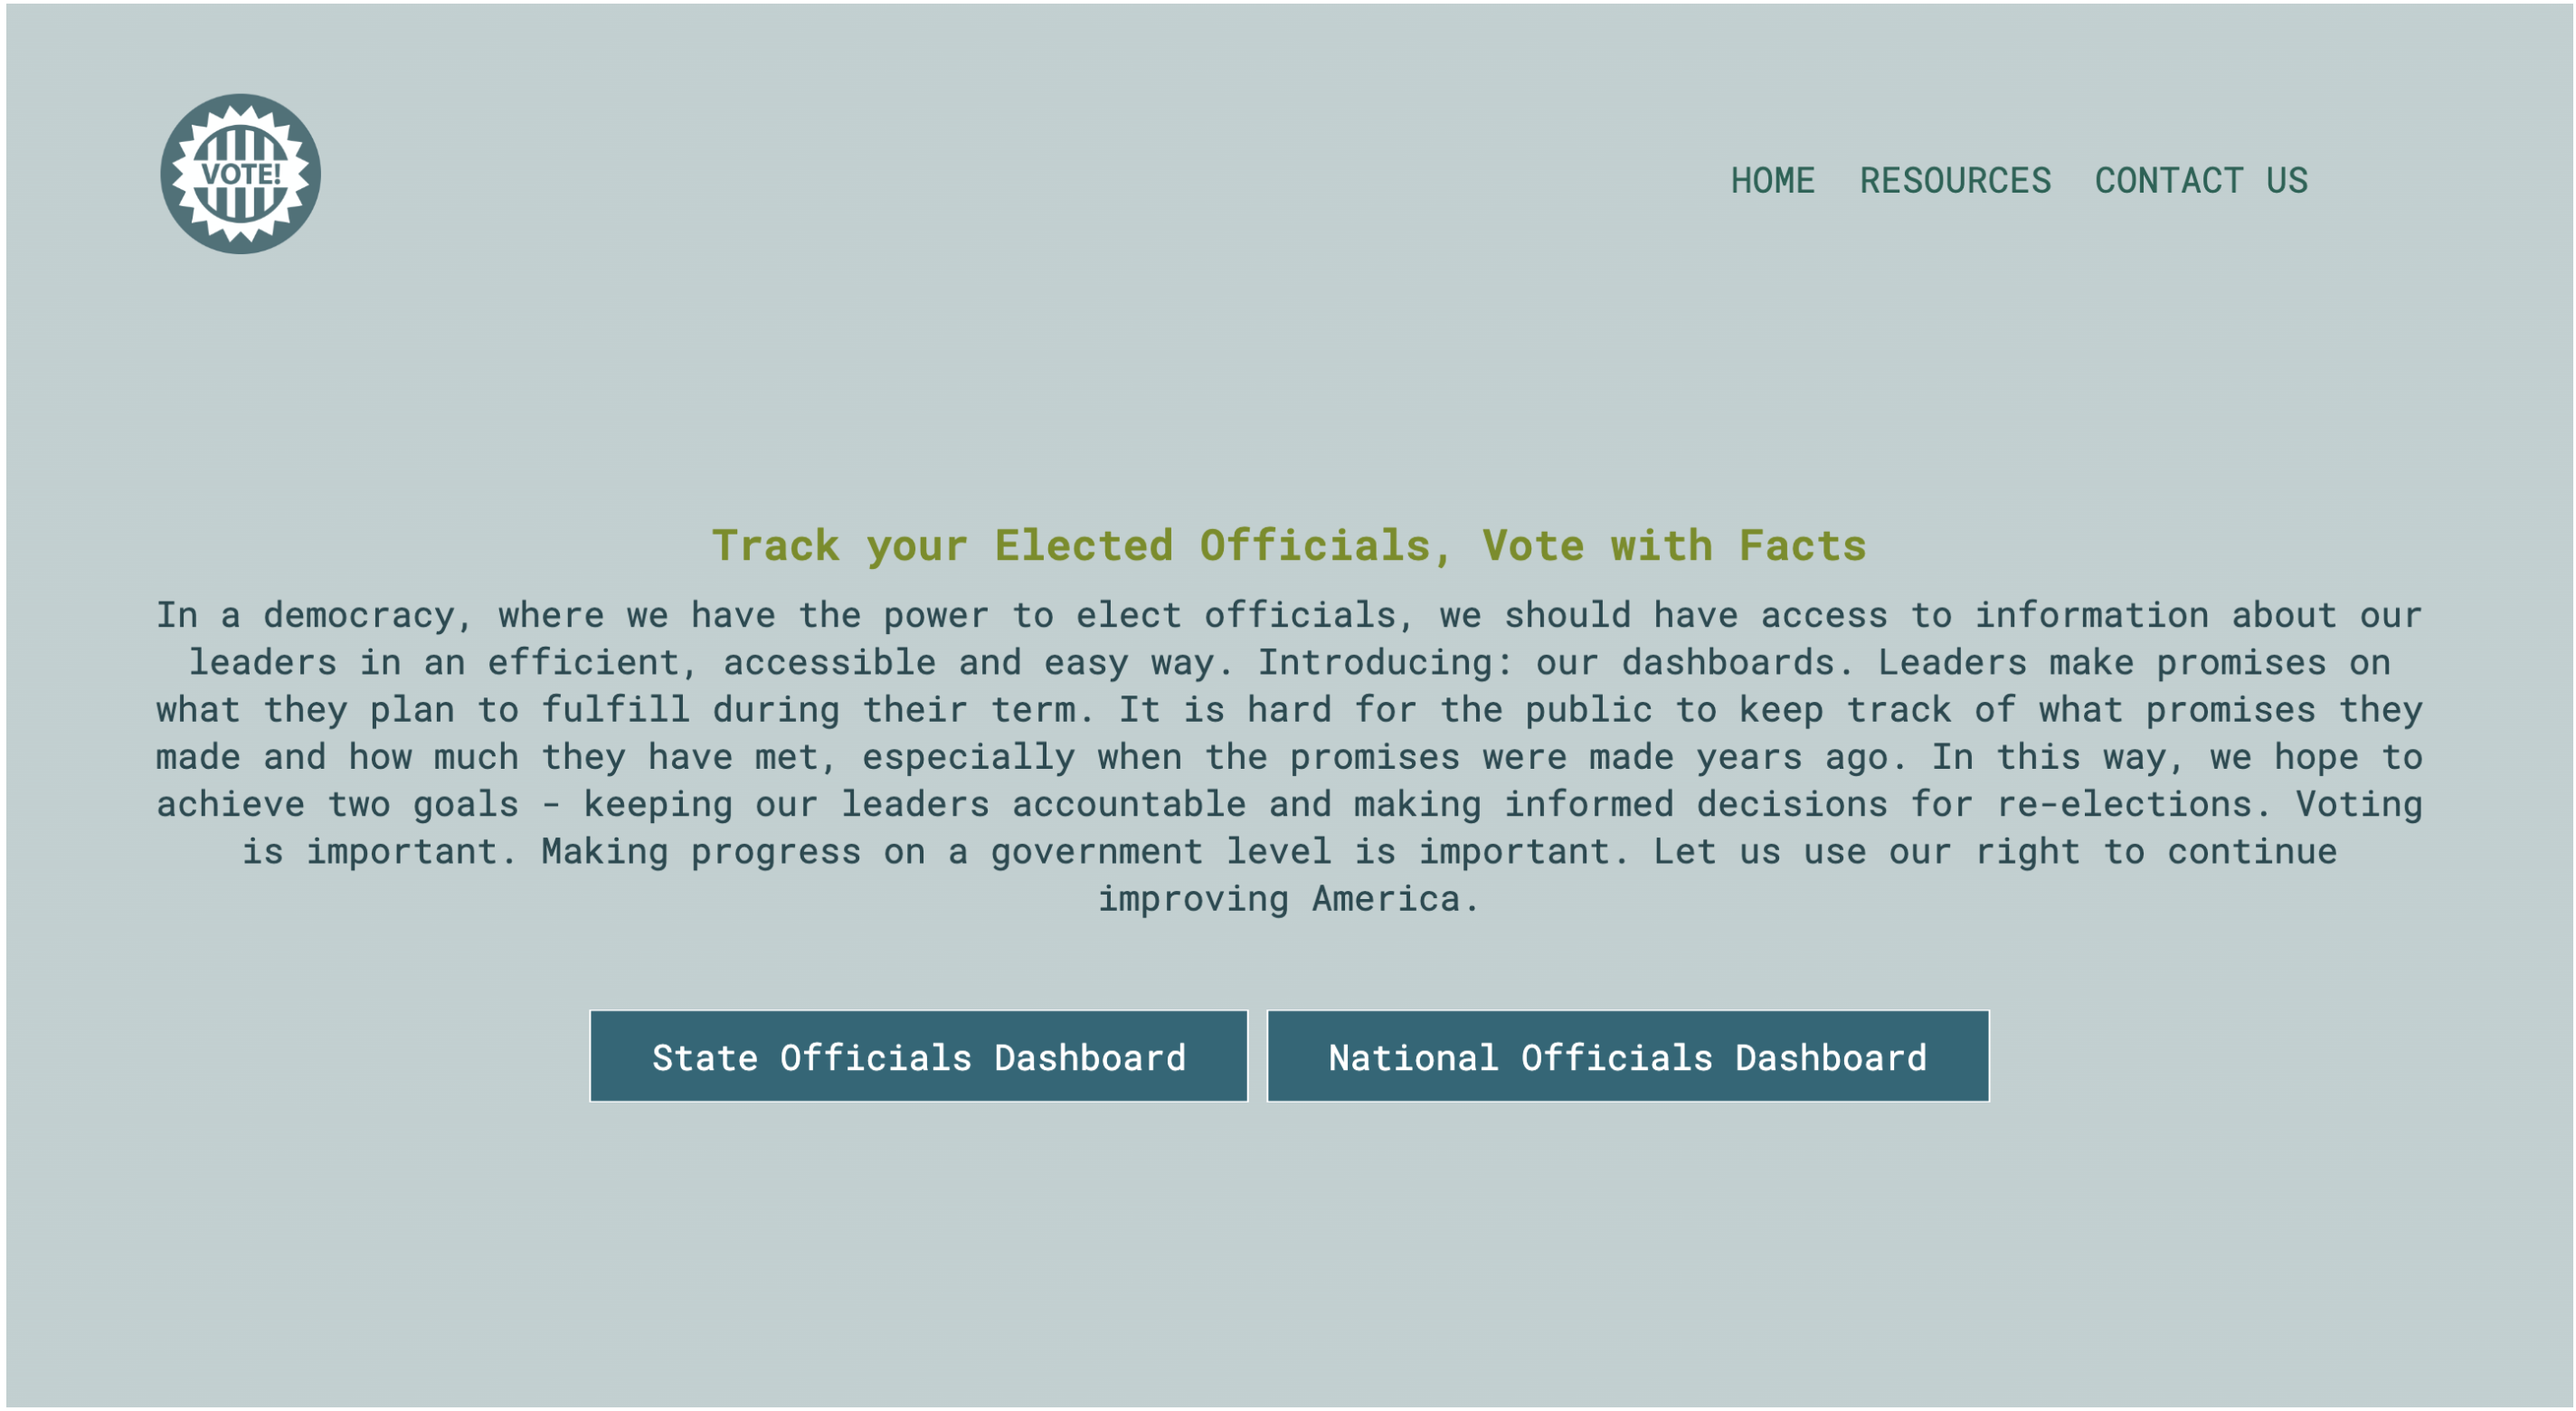 VOTE!
HOME RESOURCES CONTACT US
Track your Elected Officials, Vote with Facts
In a democracy, where we have the power to elect officials, we should have access to information about our
leaders in an efficient, accessible and easy way. Introducing: our dashboards. Leaders make promises on
what they plan to fulfill during their term. It is hard for the public to keep track of what promises they
made and how much they have met, especially when the promises were made years ago. In this way, we hope to
achieve two goals - keeping our leaders accountable and making informed decisions for re-elections. Voting
is important. Making progress on a government level is important. Let us use our right to continue
improving America.
State Officials Dashboard National Officials Dashboard